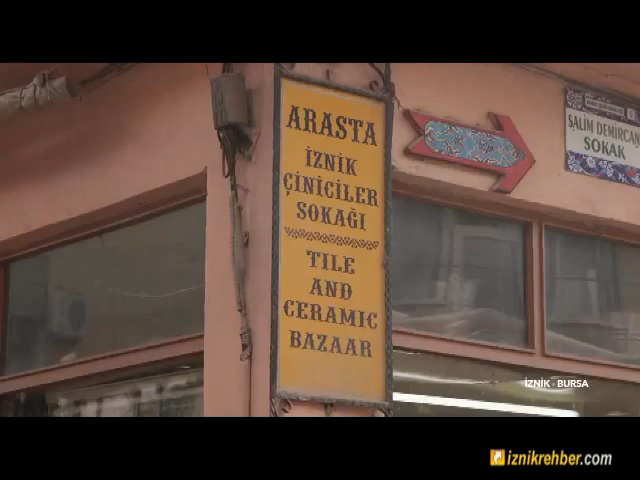 ARASTA
İZNİK
ÇİNİCİLER
SOKAĞI
TILE
AND
CERAMIC
BAZAAR
SALİM DEMİRCAN
SOKAK
İZNİK - BURSA
iznikrehber.com